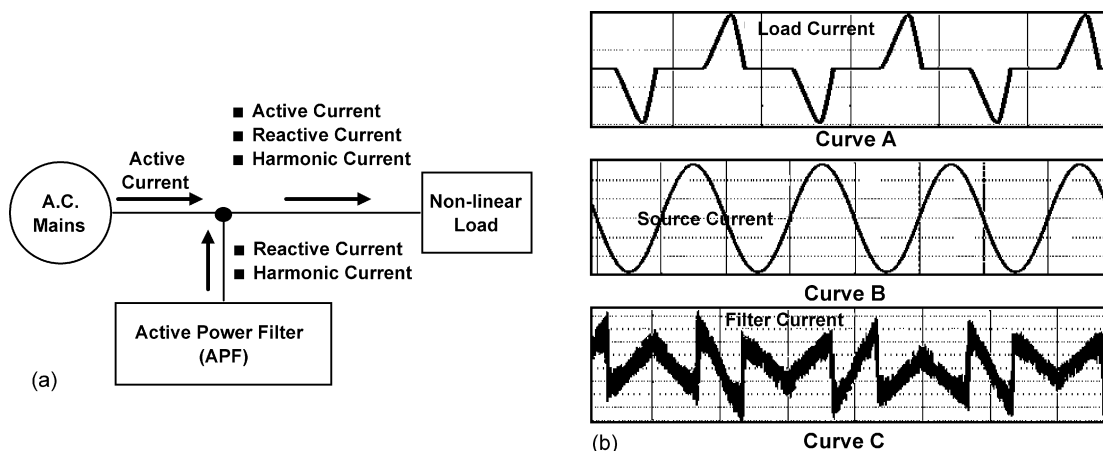 A.C.
Mains
Active
Current
■ Active Current
■ Reactive Current
■ Harmonic Current
Non-linear
Load
■ Reactive Current
■ Harmonic Current
Active Power Filter
(APF)
(a)
Load Current
Curve A
Source Current
Curve B
Filter Current
(b)
Curve C